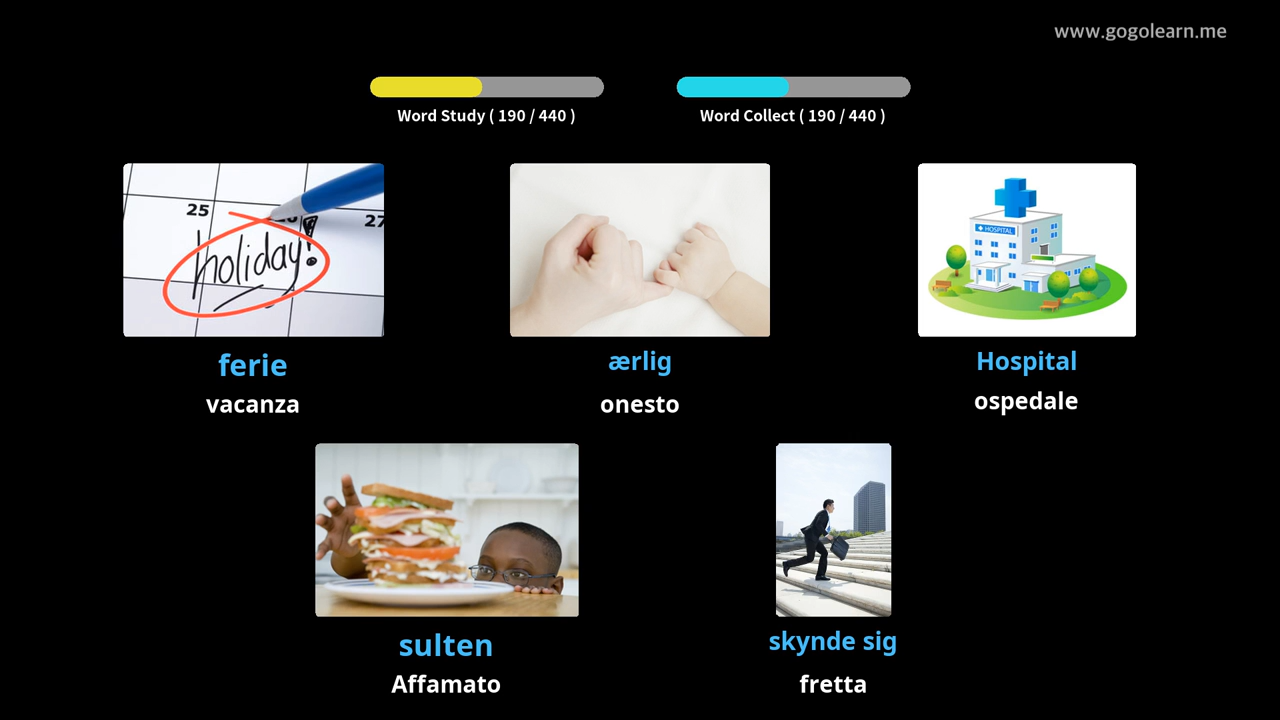 www.gogolearn.me
Word Study ( 190 / 440 )
Word Collect ( 190 / 440 )
25
27
holiday!
HOSPITAL
ferie
ærlig
Hospital
vacanza
onesto
ospedale
sulten
skynde sig
Affamato
fretta